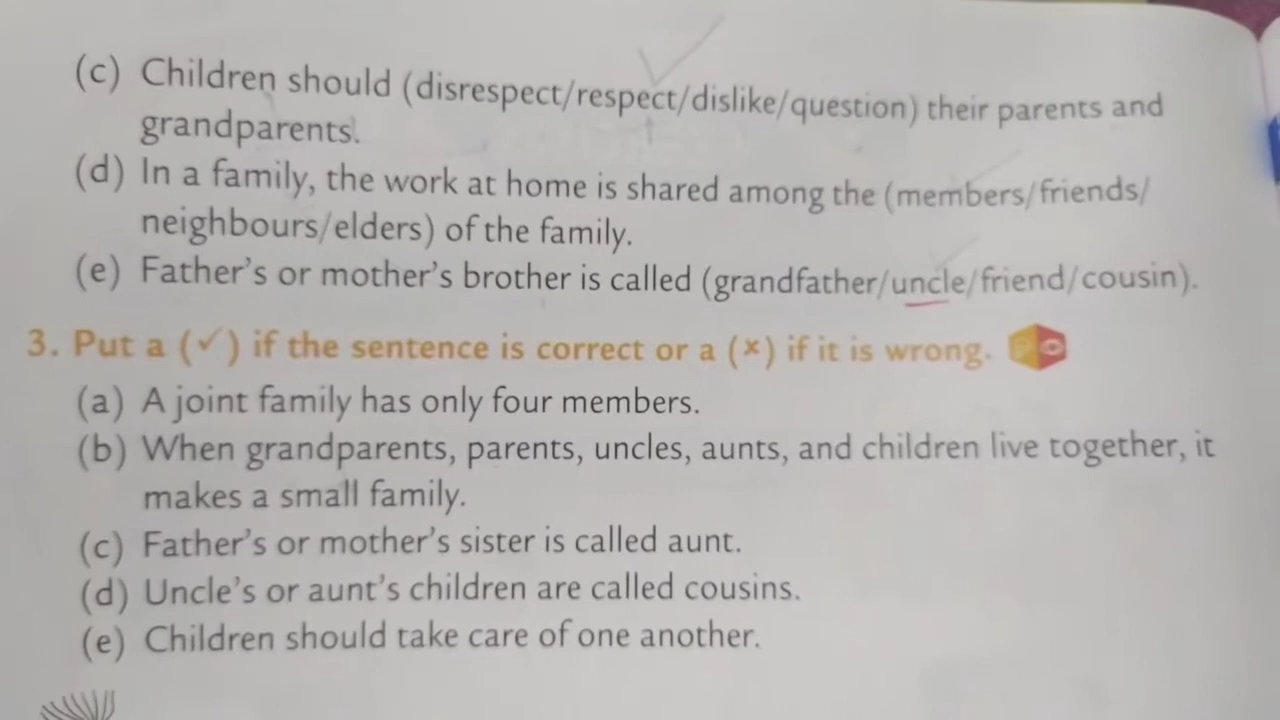 (c) Children should (disrespect/respect/dislike/question) their parents and
grandparents.
(d) In a family, the work at home is shared among the (members/friends/
neighbours/elders) of the family.
(e) Father's or mother's brother is called (grandfather/uncle/friend/cousin).
3. Put a (✓) if the sentence is correct or a (×) if it is wrong.
(a) A joint family has only four members.
(b) When grandparents, parents, uncles, aunts, and children live together, it
makes a small family.
(c) Father's or mother's sister is called aunt.
(d) Uncle's or aunt's children are called cousins.
(e) Children should take care of one another.